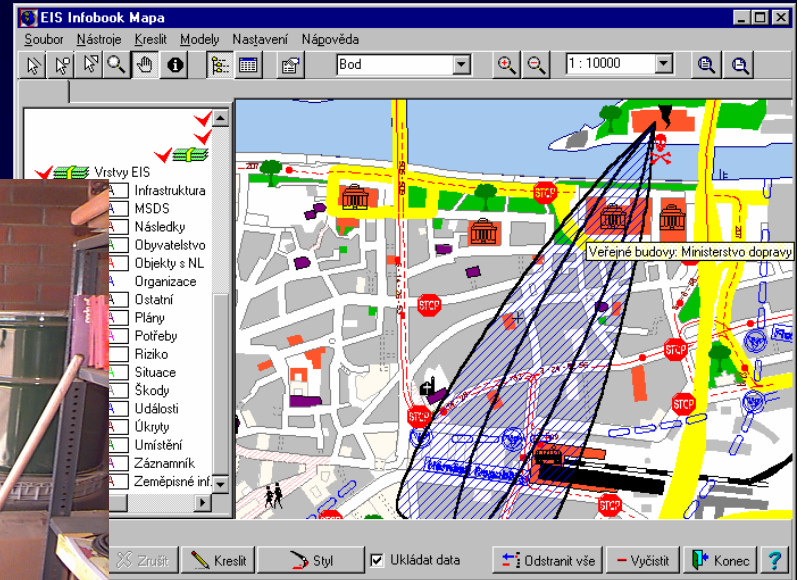 EIS Infobook Mapa
Soubor Nástroje Kreslit Modely Nastavení Nápověda
Bod
1 : 10000
Vrstvy EIS
Infrastruktura
MSDS
Následky
Obyvatelstvo
Objekty s NL
Organizace
Ostatní
Plány
Potřeby
Riziko
Situace
Škody
Události
Úkryty
Umístění
Záznamník
Zeměpisné inf.
STOP
Veřejné budovy: Ministerstvo dopravy
STOP
STOP
STOP
STOP
STOP
STOP
Zrušit Kreslit Styl Ukládat data Odstranit vše Vyčistit Konec ?